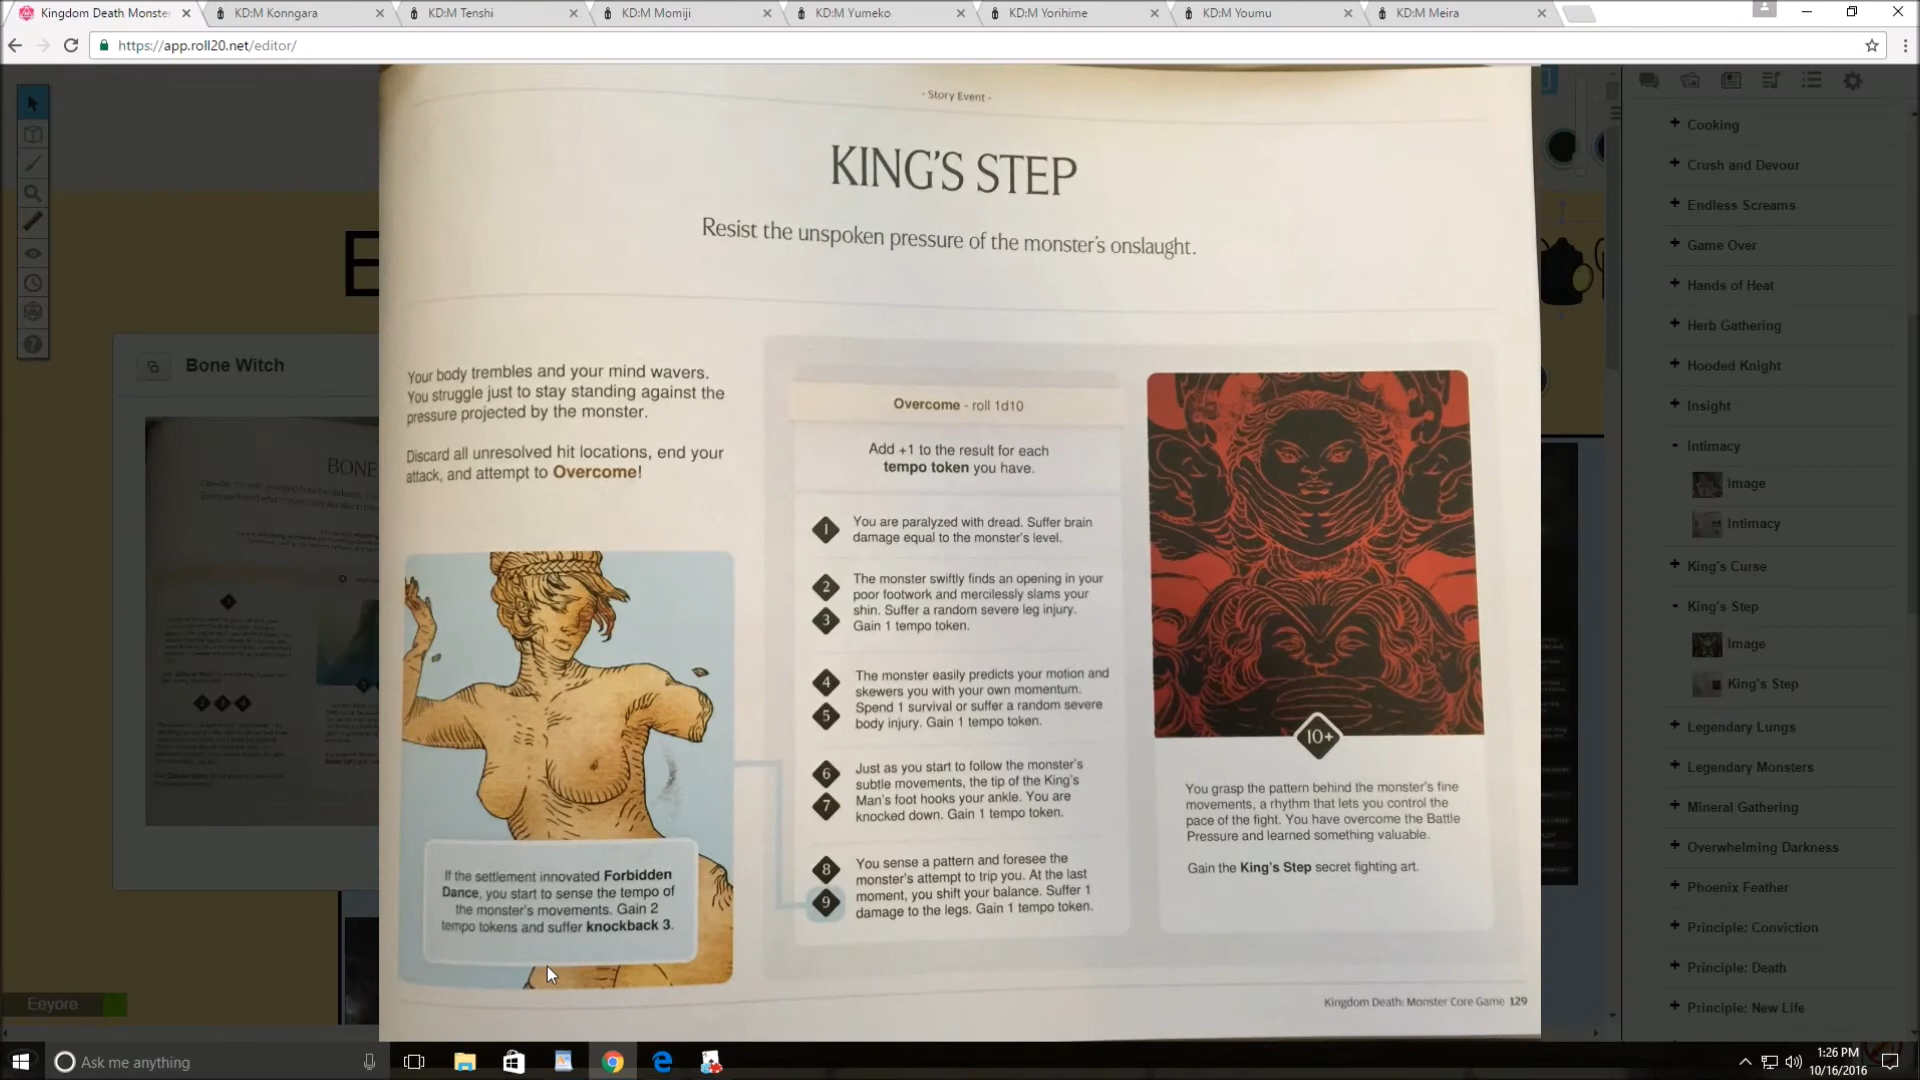 Kingdom Death Monster
KD:M Konngara
KD:M Tenshi
KD:M Momiji
KD:M Yumeko
KD:M Yorihime
KD:M Youmu
KD:M Meira
https://app.roll20.net/editor/
- Story Event -
KING'S STEP
Resist the unspoken pressure of the monster's onslaught.
Your body trembles and your mind wavers.
You struggle just to stay standing against the
pressure projected by the monster.
Discard all unresolved hit locations, end your
attack, and attempt to Overcome!
If the settlement innovated Forbidden
Dance, you start to sense the tempo of
the monster's movements. Gain 2
tempo tokens and suffer knockback 3.
Overcome - roll 1d10
Add +1 to the result for each
tempo token you have.
1
You are paralyzed with dread. Suffer brain
damage equal to the monster's level.
2
3
The monster swiftly finds an opening in your
poor footwork and mercilessly slams your
shin. Suffer a random severe leg injury.
Gain 1 tempo token.
4
5
The monster easily predicts your motion and
skewers you with your own momentum.
Spend 1 survival or suffer a random severe
body injury. Gain 1 tempo token.
6
7
Just as you start to follow the monster's
subtle movements, the tip of the King's
Man's foot hooks your ankle. You are
knocked down. Gain 1 tempo token.
8
9
You sense a pattern and foresee the
monster's attempt to trip you. At the last
moment, you shift your balance. Suffer 1
damage to the legs. Gain 1 tempo token.
10+
You grasp the pattern behind the monster's fine
movements, a rhythm that lets you control the
pace of the fight. You have overcome the Battle
Pressure and learned something valuable.
Gain the King's Step secret fighting art.
Kingdom Death: Monster Core Game 129
Bone Witch
BONE
Eeyore
Cooking
Crush and Devour
Endless Screams
Game Over
Hands of Heat
Herb Gathering
Hooded Knight
Insight
Intimacy
Image
Intimacy
King's Curse
King's Step
Image
King's Step
Legendary Lungs
Legendary Monsters
Mineral Gathering
Overwhelming Darkness
Phoenix Feather
Principle: Conviction
Principle: Death
Principle: New Life
Ask me anything
1:26 PM
10/16/2016